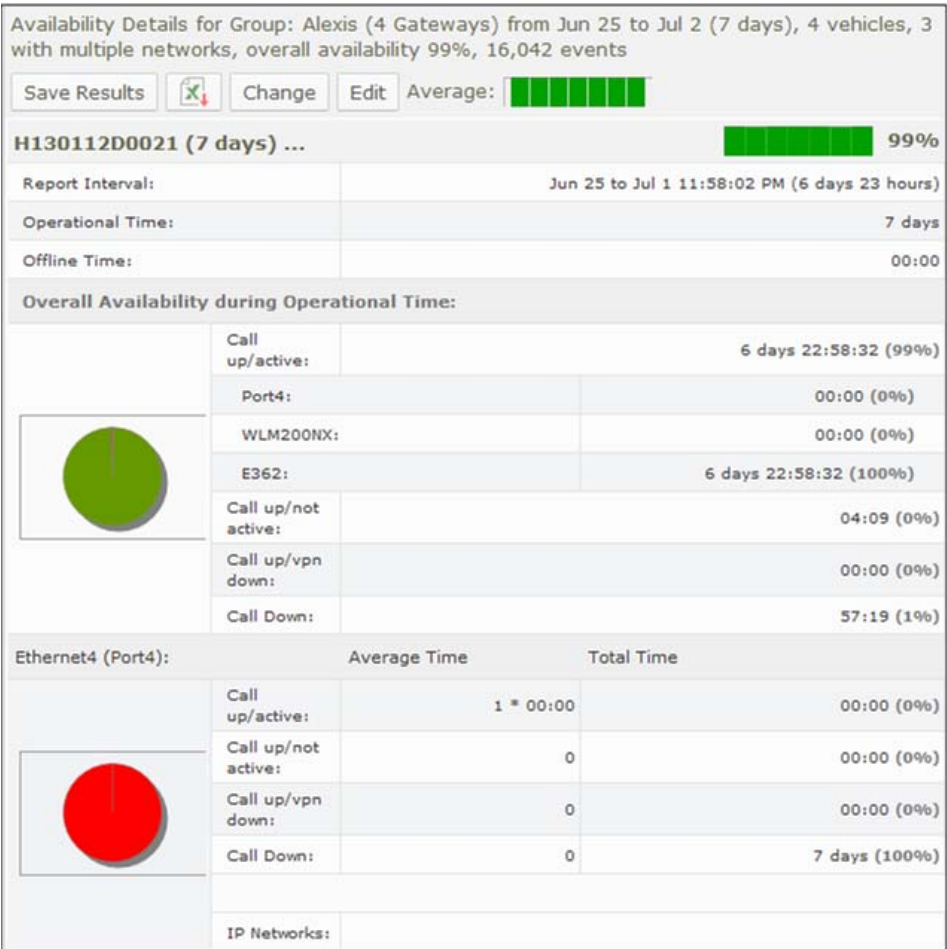 Availability Details for Group: Alexis (4 Gateways) from Jun 25 to Jul 2 (7 days), 4 vehicles, 3
with multiple networks, overall availability 99%, 16,042 events
Save Results Change Edit Average:
H130112D0021 (7 days) ... 99%
Report Interval: Jun 25 to Jul 1 11:58:02 PM (6 days 23 hours)
Operational Time: 7 days
Offline Time: 00:00
Overall Availability during Operational Time:
Call
up/active: 6 days 22:58:32 (99%)
Port4: 00:00 (0%)
WLM200NX: 00:00 (0%)
E362: 6 days 22:58:32 (100%)
Call up/not
active: 04:09 (0%)
Call up/vpn
down: 00:00 (0%)
Call Down: 57:19 (1%)
Ethernet4 (Port4): Average Time Total Time
Call
up/active: 1 * 00:00 00:00 (0%)
Call up/not
active: 0 00:00 (0%)
Call up/vpn
down: 0 00:00 (0%)
Call Down: 0 7 days (100%)
IP Networks: